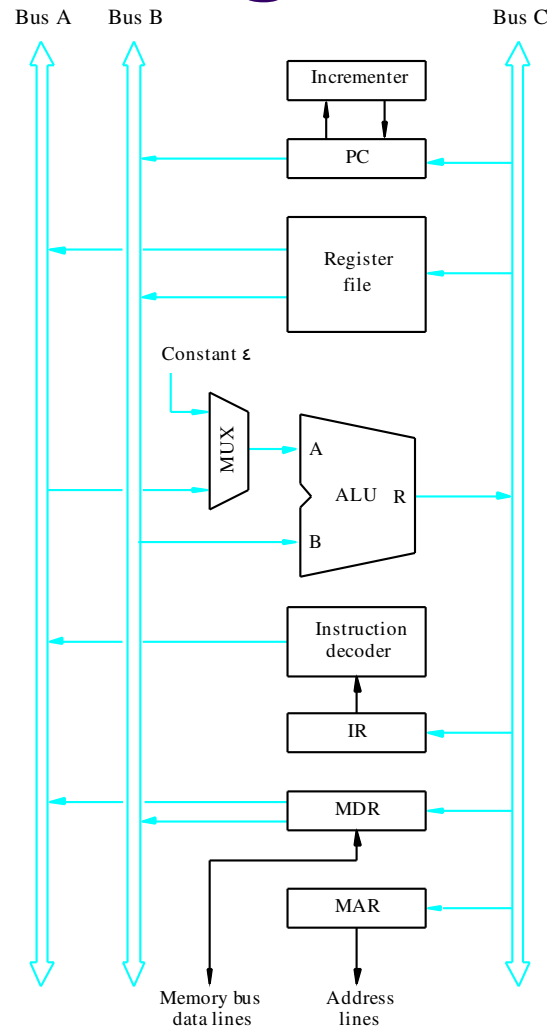 Bus A Bus B Bus C
Incrementer
PC
Register
file
Constant ٤
MUX
A
ALU R
B
Instruction
decoder
IR
MDR
MAR
Memory bus
data lines
Address
lines